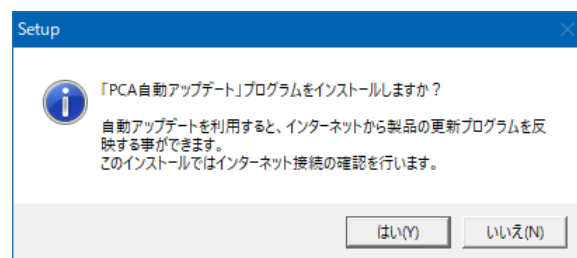 Setup
「PCA自動アップデート」プログラムをインストールしますか？
自動アップデートを利用すると、インターネットから製品の更新プログラムを反
映する事ができます。
このインストールではインターネット接続の確認を行います。
はい(Y)
いいえ(N)